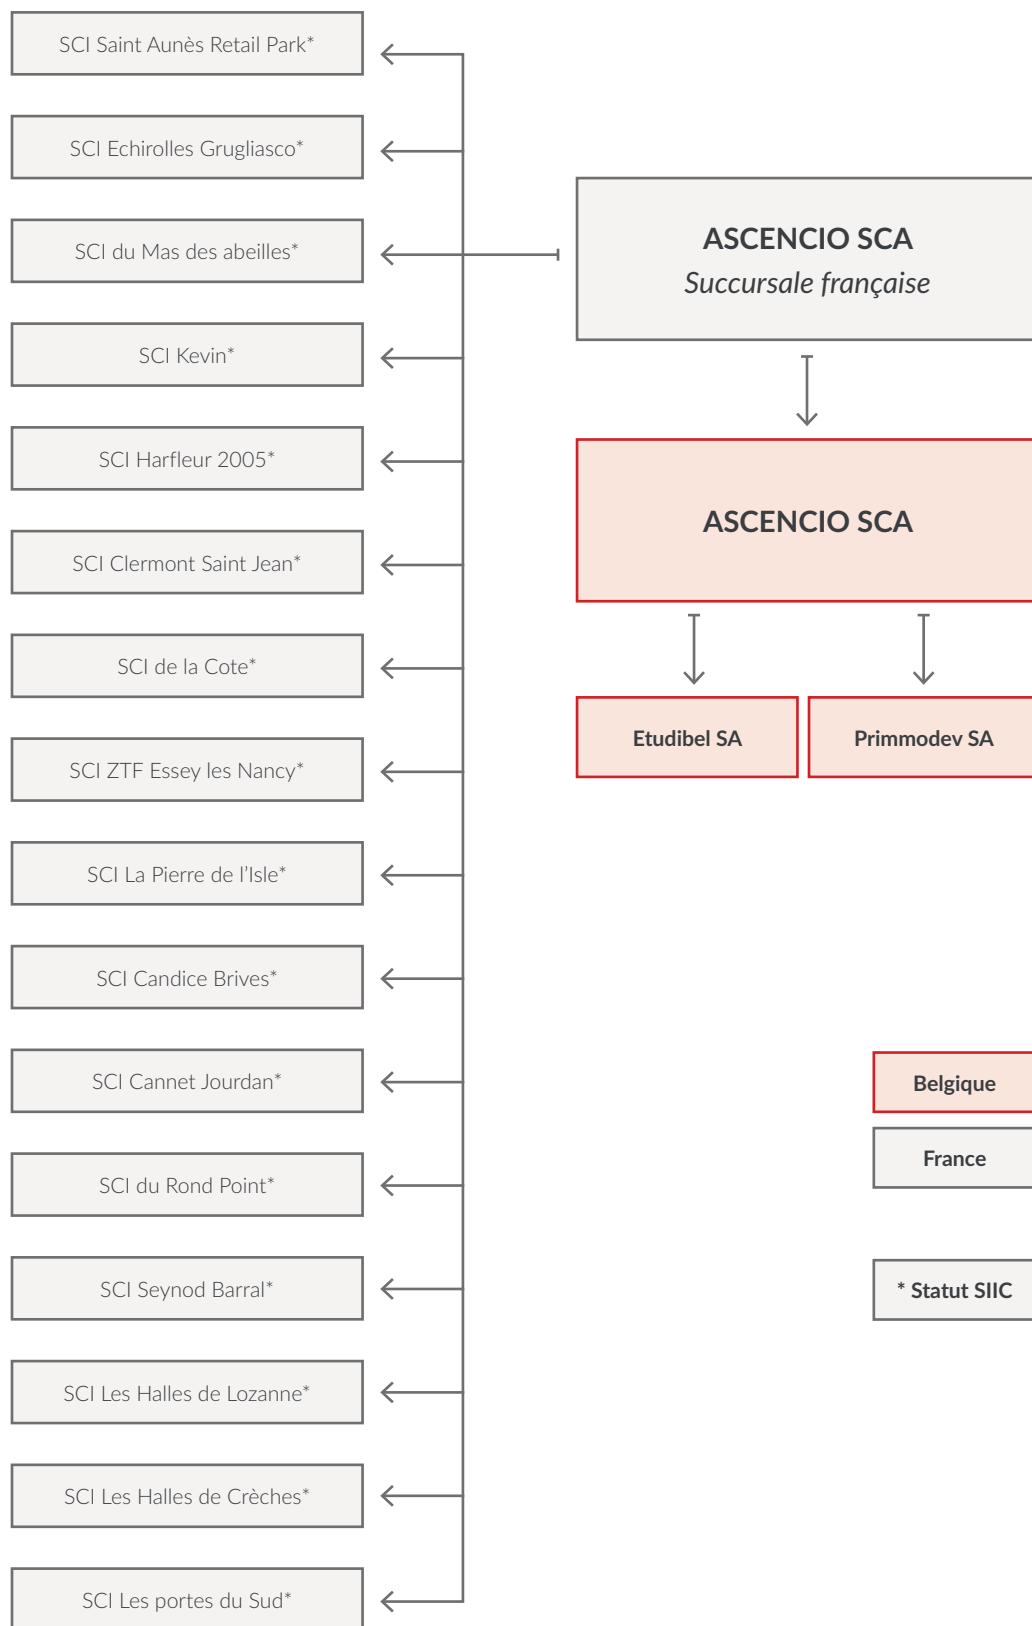 SCI Saint Aunès Retail Park*
SCI Echirolles Grugliasco*
SCI du Mas des abeilles*
SCI Kevin*
SCI Harfleur 2005*
SCI Clermont Saint Jean*
SCI de la Cote*
SCI ZTF Essey les Nancy*
SCI La Pierre de l’Isle*
SCI Candice Brives*
SCI Cannet Jourdan*
SCI du Rond Point*
SCI Seynod Barral*
SCI Les Halles de Lozanne*
SCI Les Halles de Crèches*
SCI Les portes du Sud*
ASCENCIO SCA
Succursale française
ASCENCIO SCA
Etudibel SA
Primmodev SA
Belgique
France
* Statut SIIC